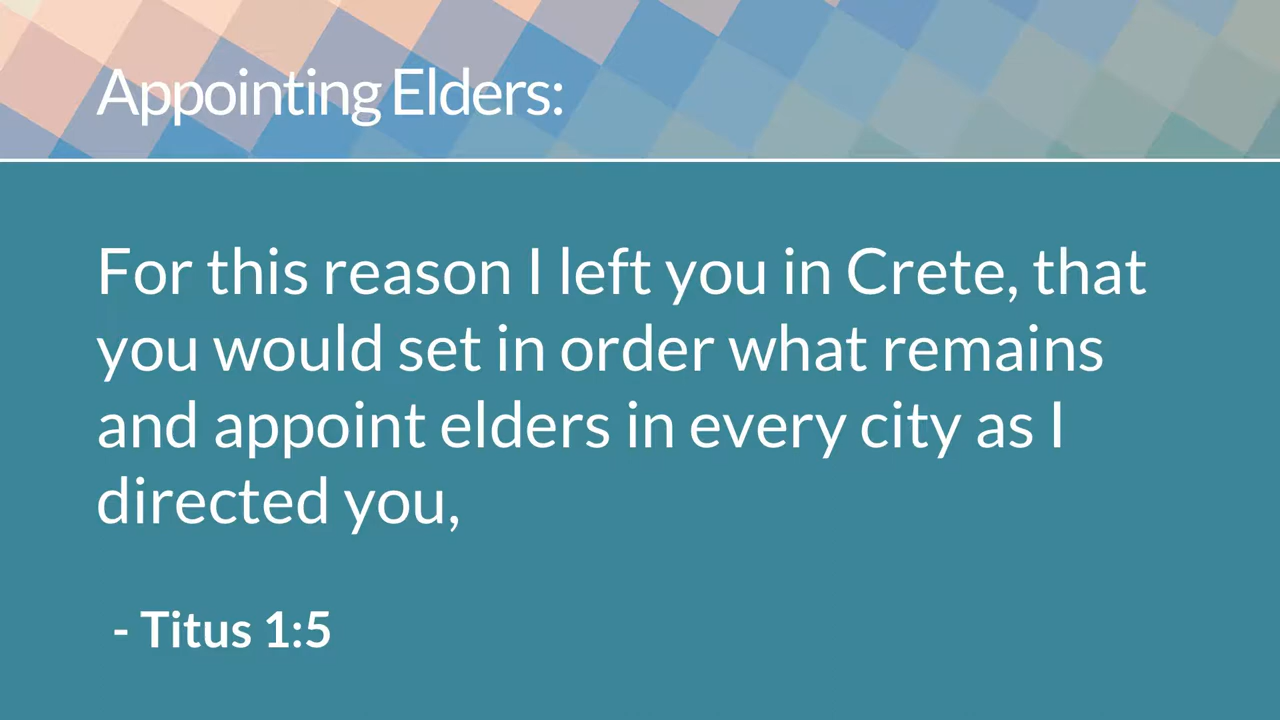 Appointing Elders:
For this reason I left you in Crete, that
you would set in order what remains
and appoint elders in every city as I
directed you,
- Titus 1:5